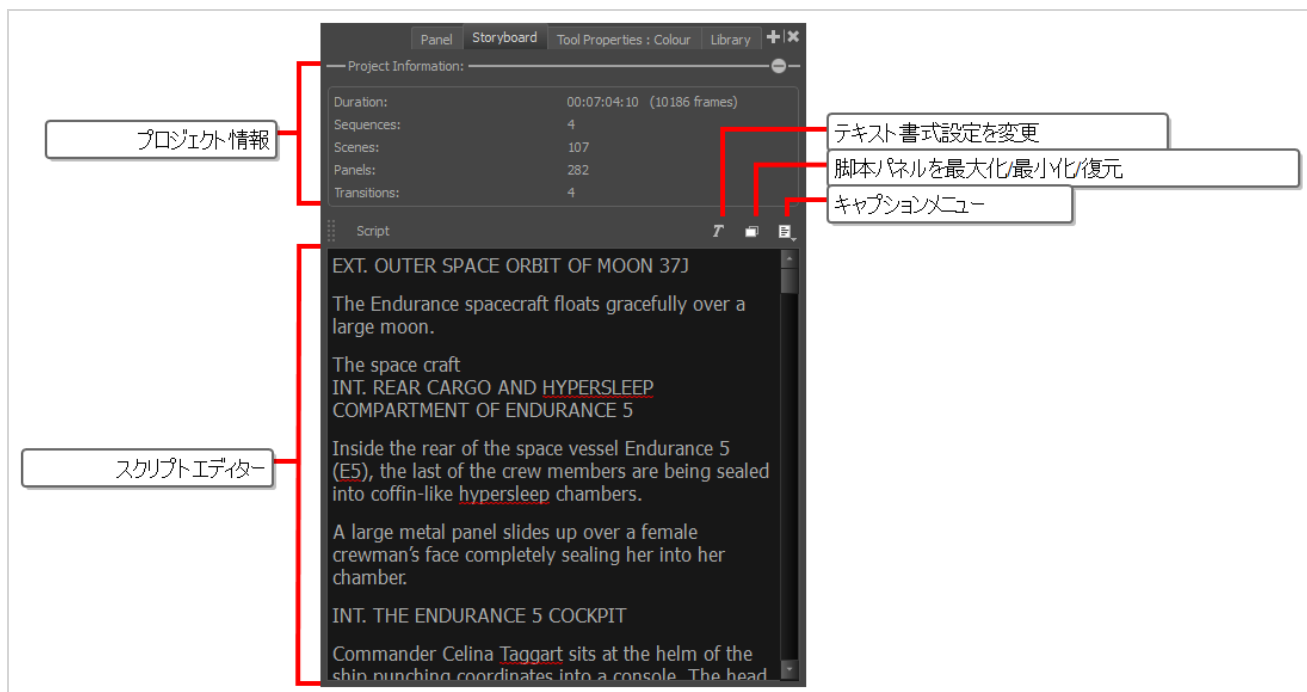 Panel Storyboard Tool Properties : Colour Library
Project Information:
Duration: 00:07:04:10 (10186 frames)
Sequences: 4
Scenes: 107
Panels: 282
Transitions: 4
プロジェクト情報
テキスト書式設定を変更
脚本パネルを最大化/最小化/復元
キャプションメニュー
Script
EXT. OUTER SPACE ORBIT OF MOON 37J
The Endurance spacecraft floats gracefully over a
large moon.
The space craft
INT. REAR CARGO AND HYPERSLEEP
COMPARTMENT OF ENDURANCE 5
Inside the rear of the space vessel Endurance 5
(E5), the last of the crew members are being sealed
into coffin-like hypersleep chambers.
A large metal panel slides up over a female
crewman's face completely sealing her into her
chamber.
INT. THE ENDURANCE 5 COCKPIT
Commander Celina Taggart sits at the helm of the
ship punching coordinates into a console. The head
スクリプトエディター